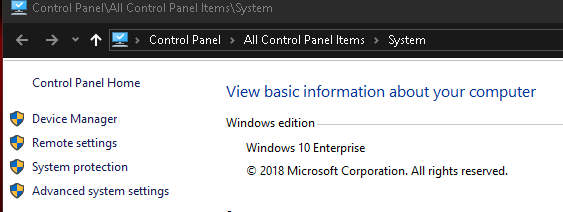 Control Panel\All Control Panel Items\System
Control Panel > All Control Panel Items > System
Control Panel Home
Device Manager
Remote settings
System protection
Advanced system settings
View basic information about your computer
Windows edition
Windows 10 Enterprise
© 2018 Microsoft Corporation. All rights reserved.